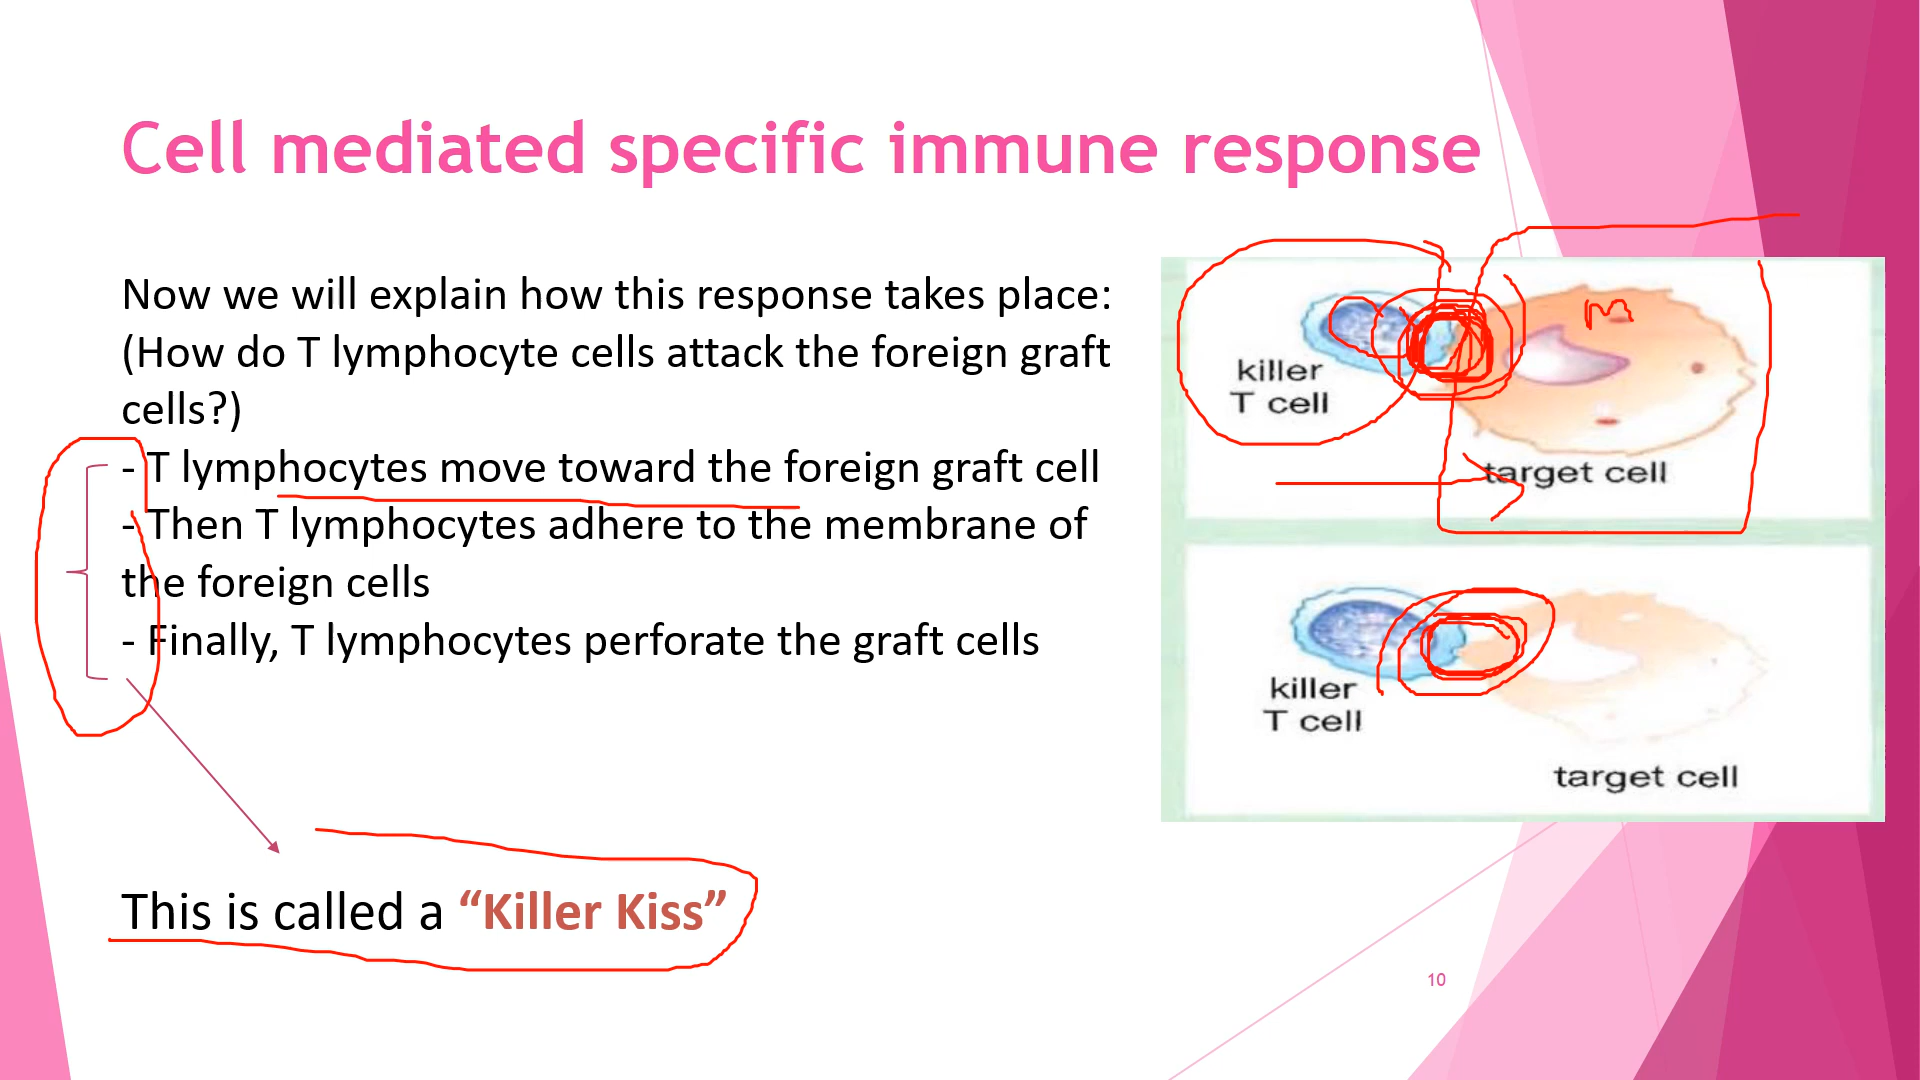 Cell mediated specific immune response
Now we will explain how this response takes place:
(How do T lymphocyte cells attack the foreign graft
cells?)
- T lymphocytes move toward the foreign graft cell
- Then T lymphocytes adhere to the membrane of
the foreign cells
- Finally, T lymphocytes perforate the graft cells
This is called a “Killer Kiss”
killer
T cell
m
target cell
killer
T cell
target cell
10